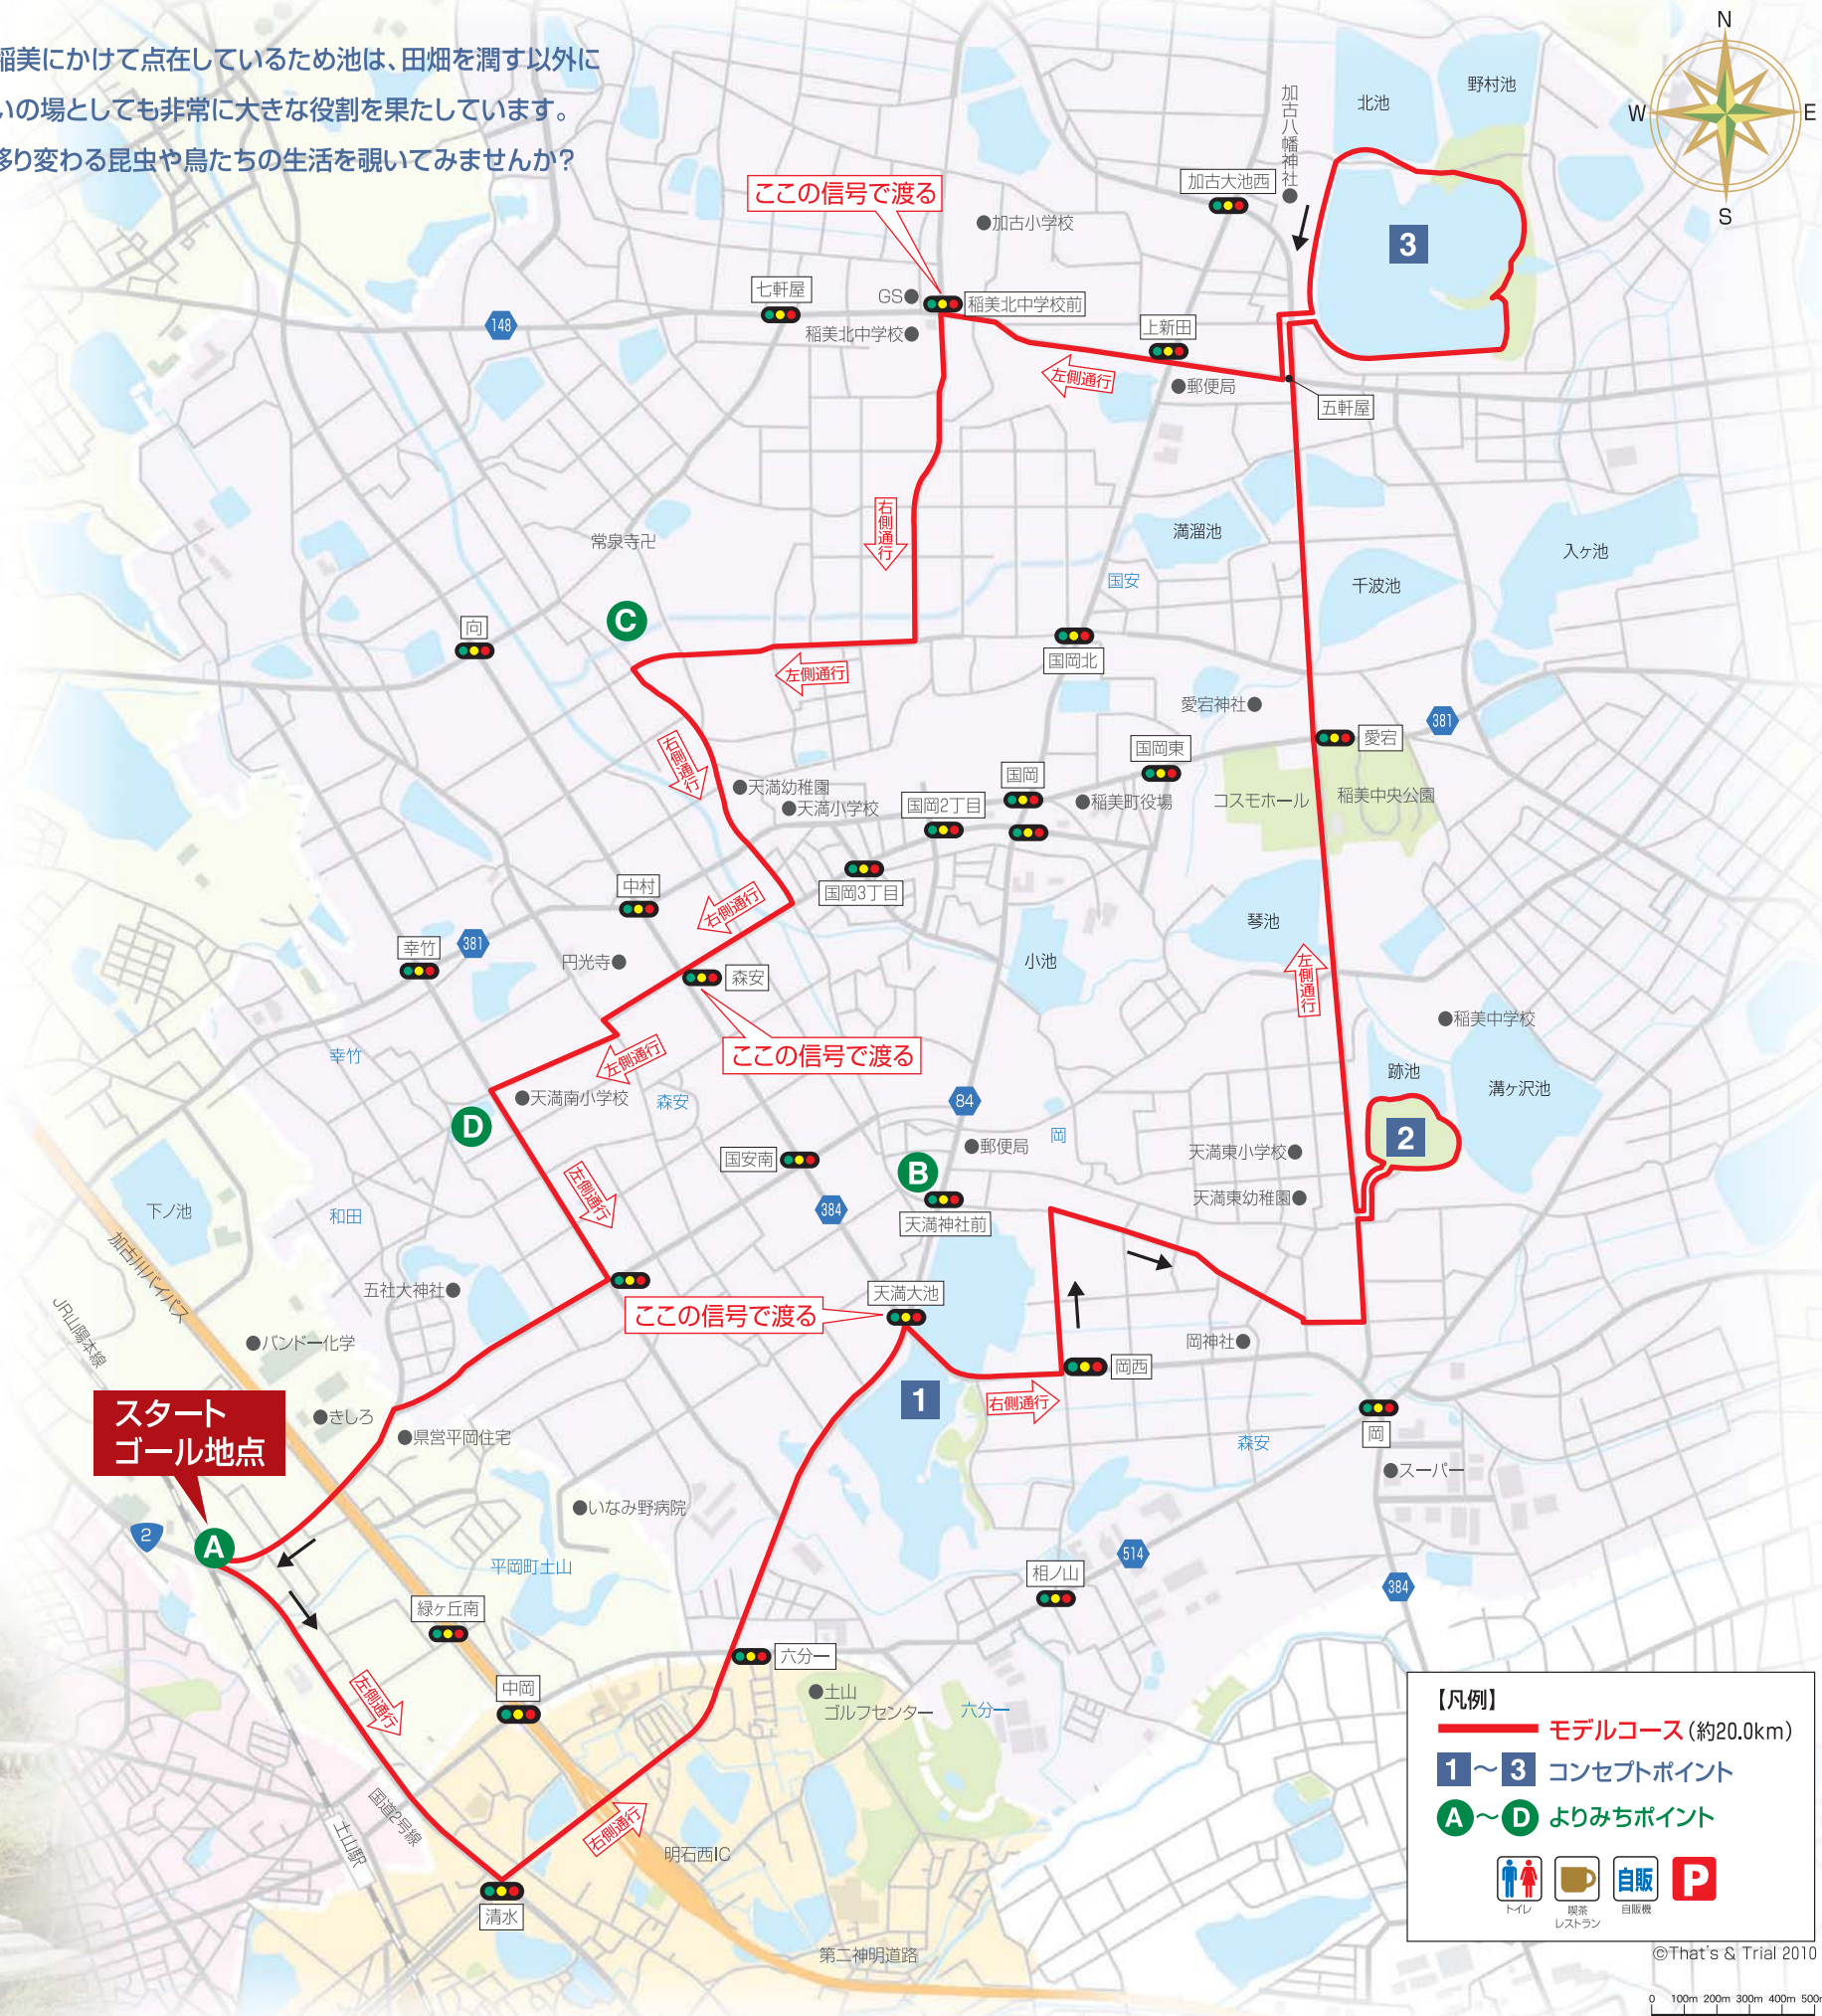 稲美にかけて点在しているため池は、田畑を潤す以外に
いの場としても非常に大きな役割を果たしています。
移り変わる昆虫や鳥たちの生活を覗いてみませんか?
N
W
E
S
北池
野村池
加古八幡神社
加古大池西
3
ここの信号で渡る
加古小学校
七軒屋
GS
稲美北中学校前
稲美北中学校
148
上新田
左側通行
郵便局
五軒屋
右側通行
常泉寺卍
満溜池
国安
千波池
入ヶ池
C
向
国岡北
左側通行
愛宕神社
381
愛宕
右側通行
国岡東
天満幼稚園
天満小学校
国岡
国岡2丁目
稲美町役場
コスモホール
稲美中央公園
中村
右側通行
国岡3丁目
琴池
幸竹
381
円光寺
森安
小池
左側通行
稲美中学校
幸竹
左側通行
ここの信号で渡る
跡池
溝ヶ沢池
天満南小学校
森安
84
岡
D
2
国安南
郵便局
天満東小学校
B
左側通行
天満東幼稚園
下ノ池
和田
384
天満神社前
加古川バイパス
五社大神社
天満大池
ここの信号で渡る
JR山陽本線
バンドー化学
岡神社
岡西
スタート
ゴール地点
きしろ
1
右側通行
県営平岡住宅
岡
森安
スーパー
いなみ野病院
2
A
平岡町土山
514
相ノ山
384
緑ヶ丘南
六分一
左側通行
中岡
土山
ゴルフセンター
六分一
国道2号線
土山駅
右側通行
明石西IC
清水
第二神明道路
【凡例】
モデルコース(約20.0km)
1～3 コンセプトポイント
A～D よりみちポイント
自販
P
トイレ
喫茶
レストラン
自販機
©That's & Trial 2010
0 100m 200m 300m 400m 500m